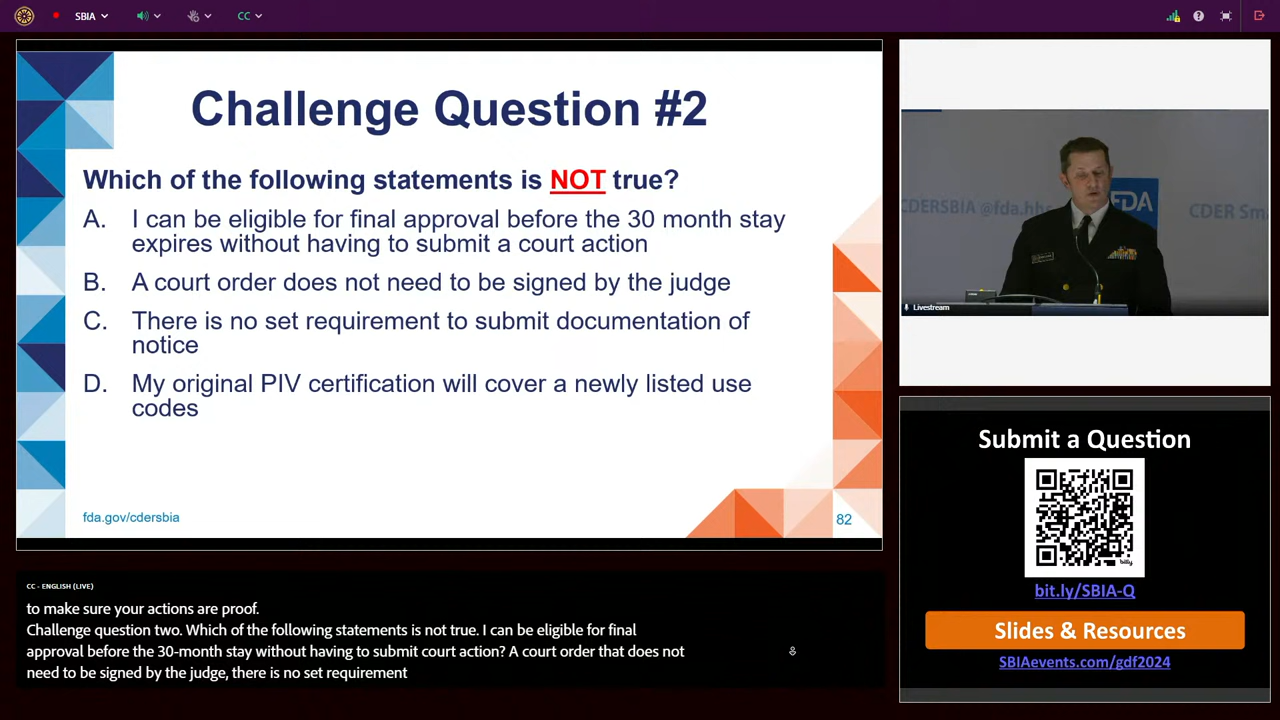 SBIA
CC
Challenge Question #2
Which of the following statements is NOT true?
A. I can be eligible for final approval before the 30 month stay
expires without having to submit a court action
B. A court order does not need to be signed by the judge
C. There is no set requirement to submit documentation of
notice
D. My original PIV certification will cover a newly listed use
codes
fda.gov/cdersbia
82
CDERSBIA @fda.hhs
FDA
CDER Sm
Livestream
Submit a Question
bitly
bit.ly/SBIA-Q
Slides & Resources
SBIAevents.com/gdf2024
CC - ENGLISH (LIVE)
to make sure your actions are proof.
Challenge question two. Which of the following statements is not true. I can be eligible for final
approval before the 30-month stay without having to submit court action? A court order that does not
need to be signed by the judge, there is no set requirement